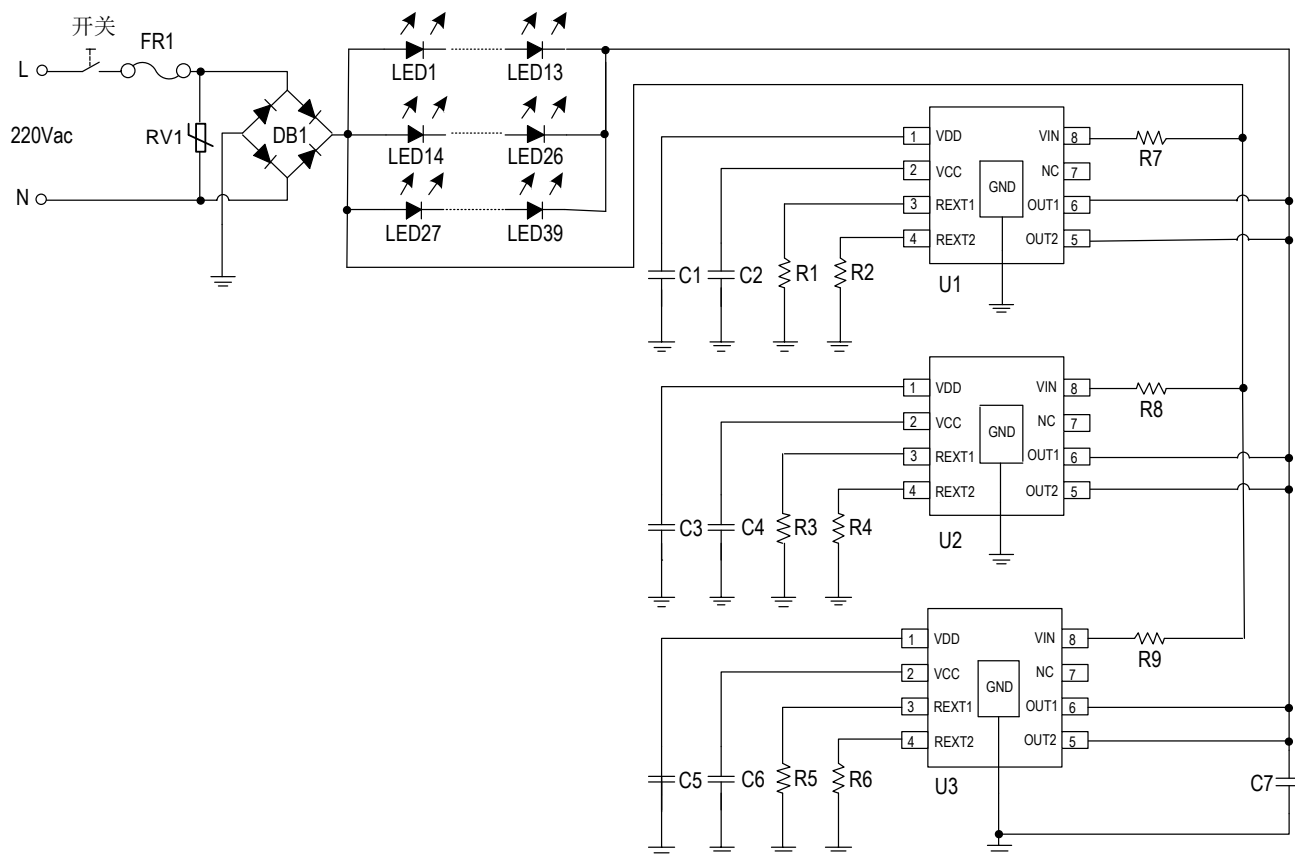 开关
FR1
L
220Vac
RV1
DB1
N
LED1
LED13
LED14
LED26
LED27
LED39
1 VDD
2 VCC
3 REXT1
4 REXT2
GND
VIN 8
NC 7
OUT1 6
OUT2 5
R7
C1
C2
R1
R2
U1
1 VDD
2 VCC
3 REXT1
4 REXT2
GND
VIN 8
NC 7
OUT1 6
OUT2 5
R8
C3
C4
R3
R4
U2
1 VDD
2 VCC
3 REXT1
4 REXT2
GND
VIN 8
NC 7
OUT1 6
OUT2 5
R9
C5
C6
R5
R6
U3
C7